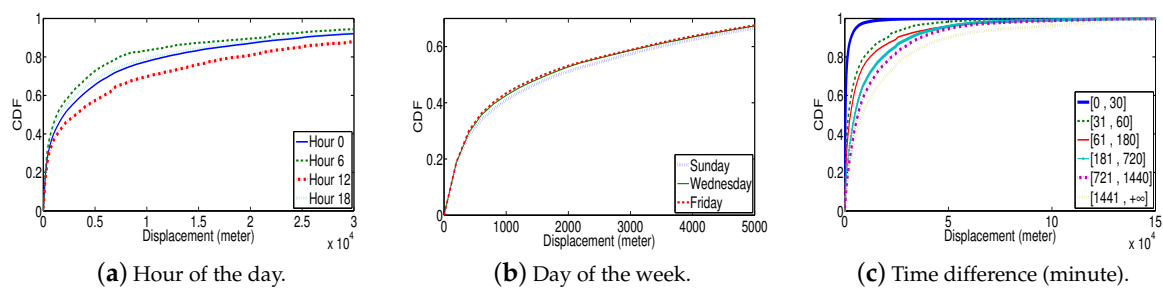 1
0.8
0.6
0.4
0.2
0
CDF
0 0.5 1 1.5 2 2.5 3
x 10^4
Displacement (meter)
Hour 0
Hour 6
Hour 12
Hour 18
(a) Hour of the day.
0.6
0.4
0.2
0
CDF
0 1000 2000 3000 4000 5000
Displacement (meter)
Sunday
Wednesday
Friday
(b) Day of the week.
1
0.8
0.6
0.4
0.2
0
CDF
0 5 10 15
x 10^4
Displacement (meter)
[0 , 30]
[31 , 60]
[61 , 180]
[181 , 720]
[721 , 1440]
[1441 , +∞]
(c) Time difference (minute).